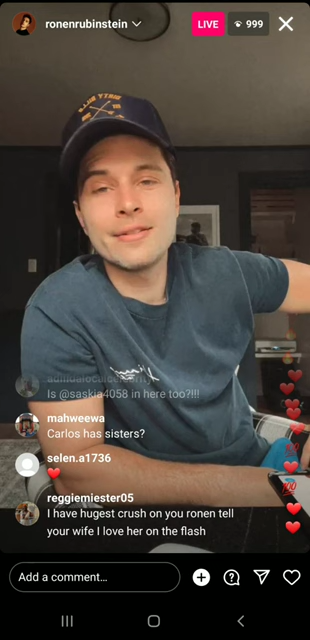 ronenrubinstein
LIVE
999
adindalocalcelebrity
Is @saskia4058 in here too?!!!
mahweewa
Carlos has sisters?
selen.a1736
reggiemiester05
I have hugest crush on you ronen tell
your wife I love her on the flash
Add a comment...